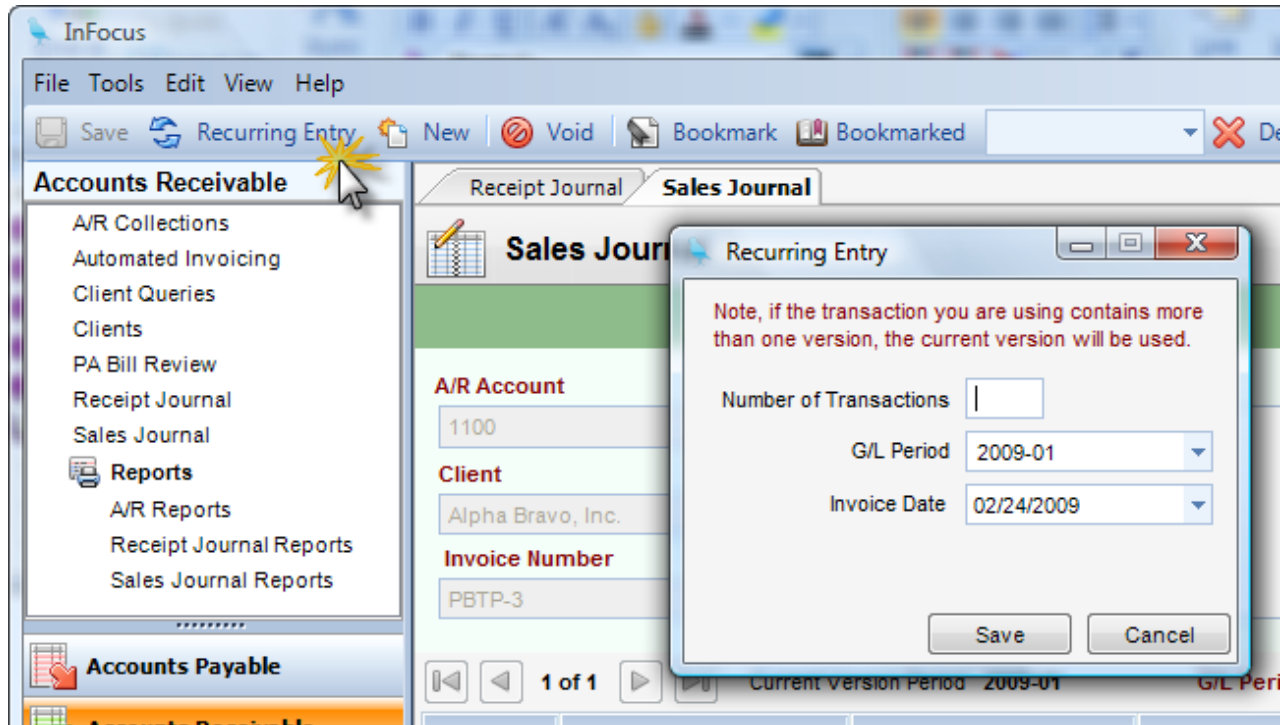 InFocus
File Tools Edit View Help
Save Recurring Entry New Void Bookmark Bookmarked
Accounts Receivable
A/R Collections
Automated Invoicing
Client Queries
Clients
PA Bill Review
Receipt Journal
Sales Journal
Reports
A/R Reports
Receipt Journal Reports
Sales Journal Reports
Accounts Payable
Accounts Receivable
Receipt Journal Sales Journal
Sales
A/R Account
1100
Client
Alpha Bravo, Inc.
Invoice Number
PBTP-3
1 of 1 Current Version Period 2009-01 G/L
Recurring Entry
Note, if the transaction you are using contains more
than one version, the current version will be used.
Number of Transactions
G/L Period 2009-01
Invoice Date 02/24/2009
Save Cancel